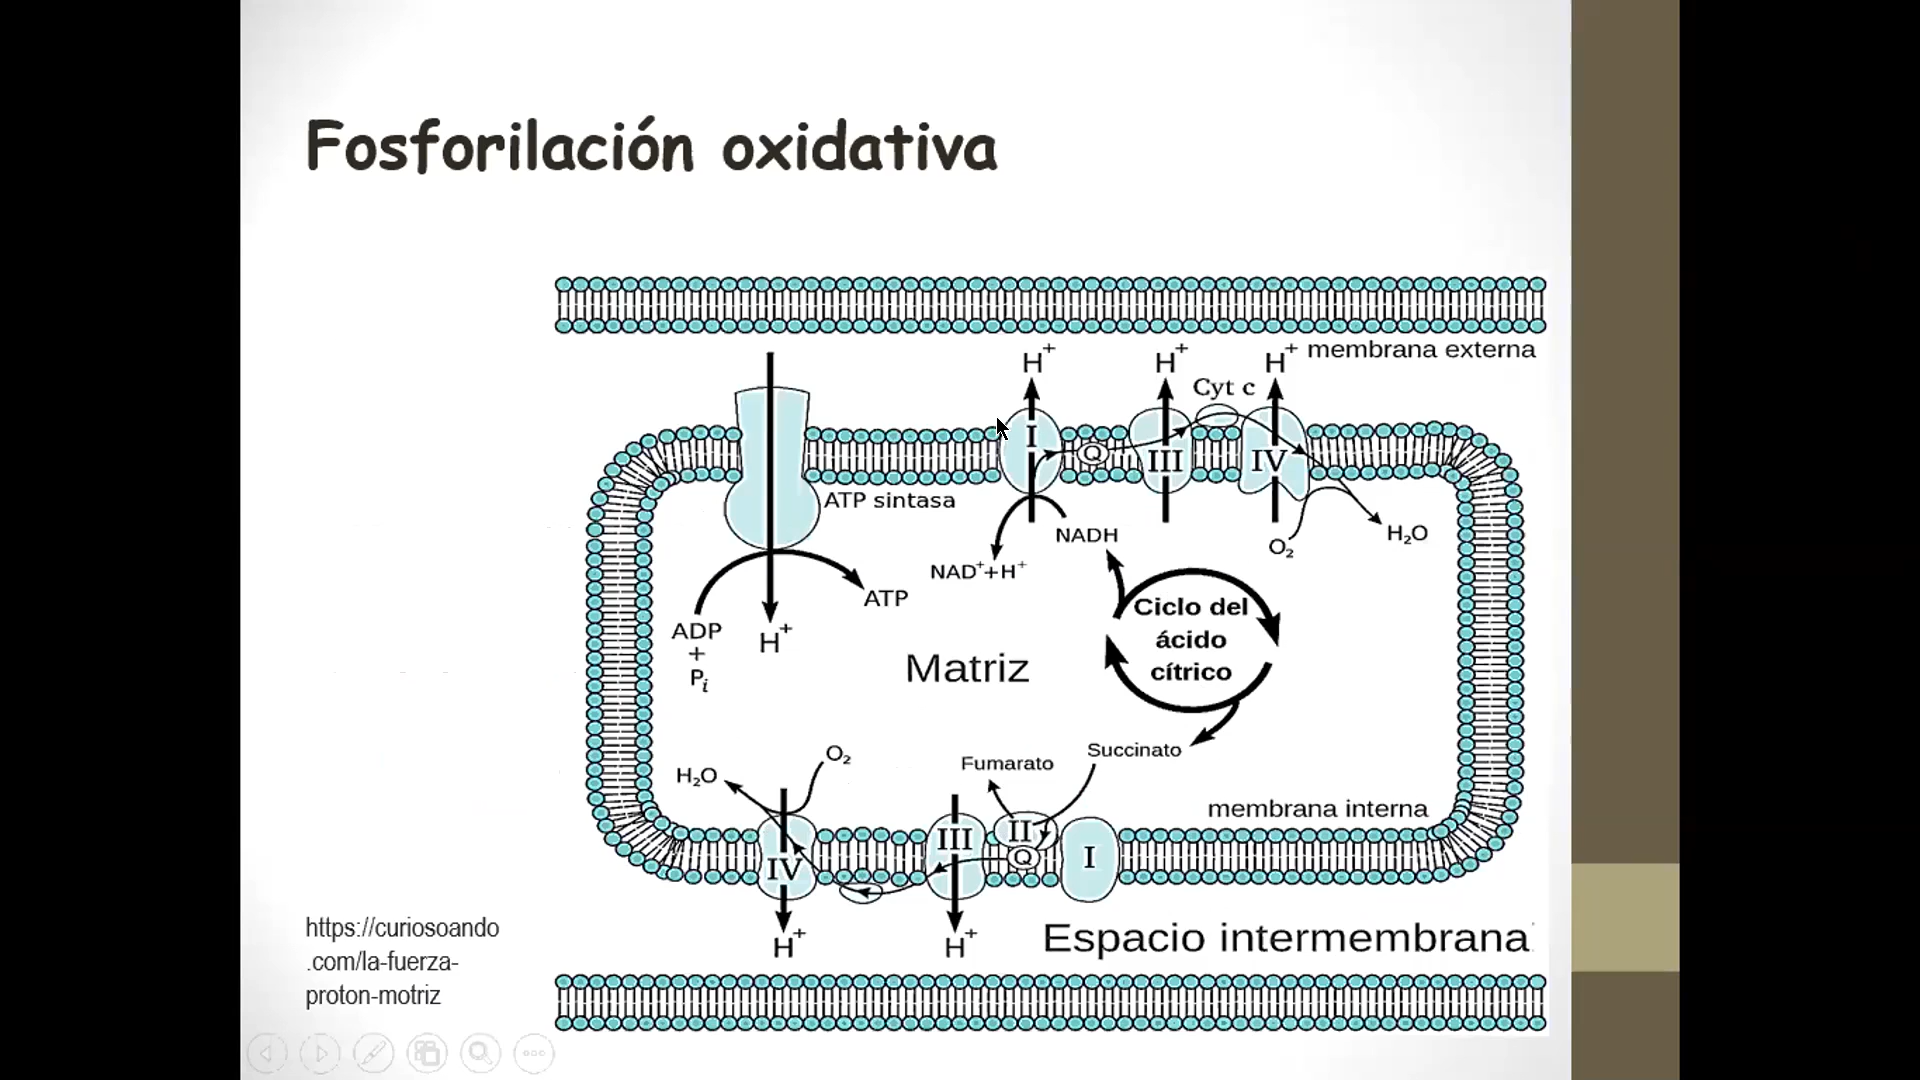 Fosforilación oxidativa
H⁺
H⁺
H⁺
membrana externa
Cyt c
I
Q
III
IV
ATP sintasa
NADH
O₂
H₂O
NAD⁺+H⁺
ATP
ADP
+
Pᵢ
H⁺
Ciclo del
ácido
cítrico
Matriz
H₂O
O₂
Fumarato
Succinato
membrana interna
IV
III
II
Q
I
H⁺
H⁺
Espacio intermembrana
https://curiosoando
.com/la-fuerza-
proton-motriz